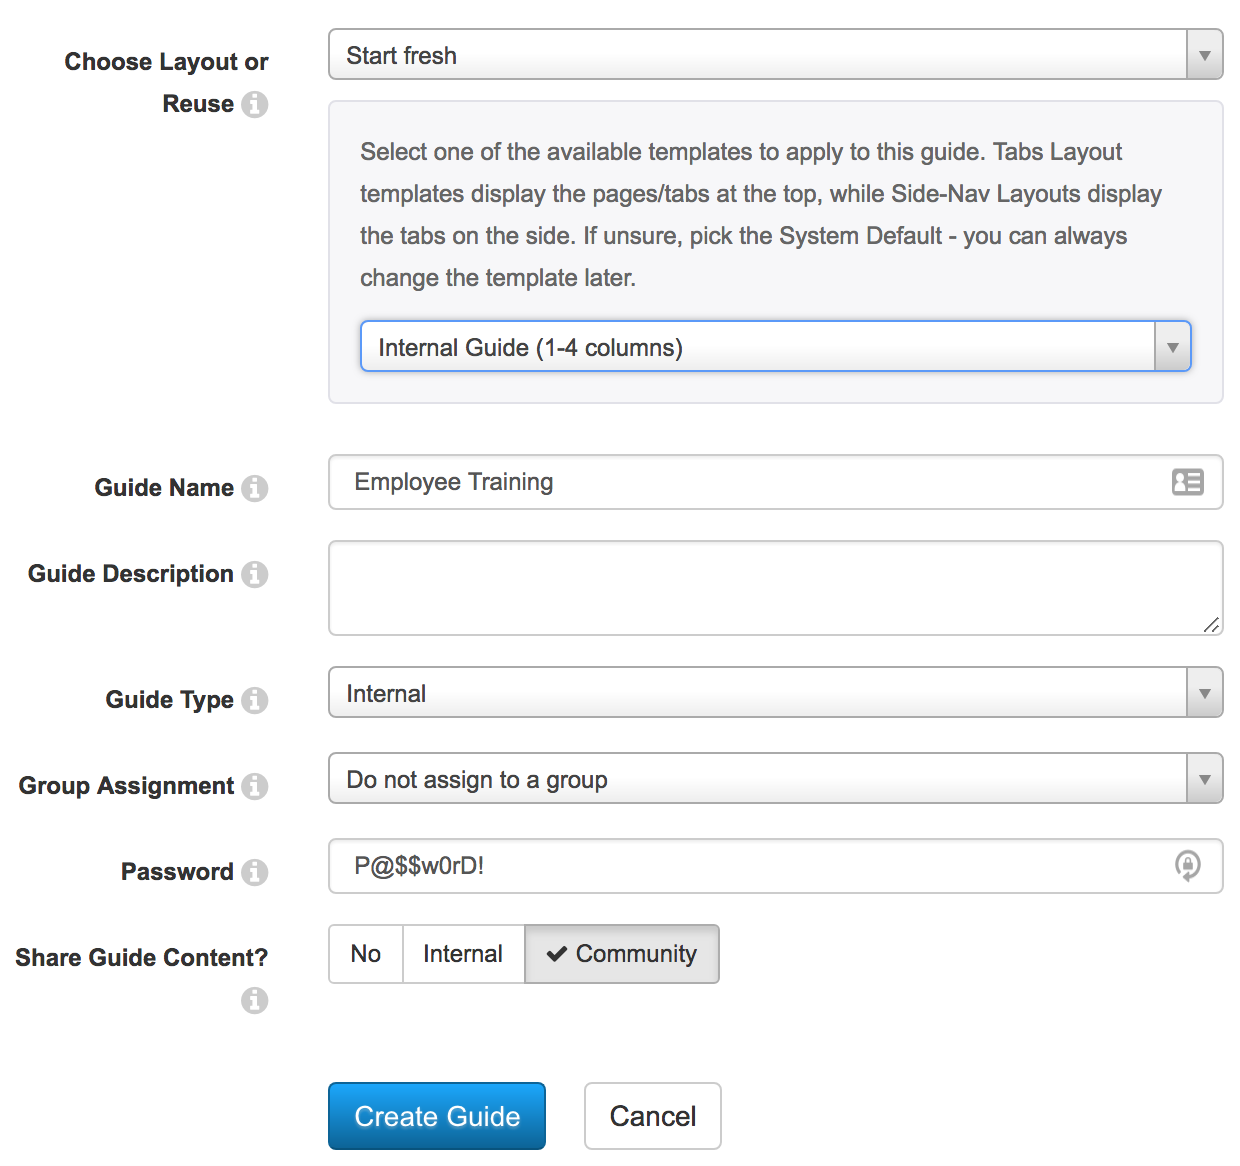 Choose Layout or
Reuse
Start fresh
Select one of the available templates to apply to this guide. Tabs Layout
templates display the pages/tabs at the top, while Side-Nav Layouts display
the tabs on the side. If unsure, pick the System Default - you can always
change the template later.
Internal Guide (1-4 columns)
Guide Name
Employee Training
Guide Description
Guide Type
Internal
Group Assignment
Do not assign to a group
Password
P@$$w0rD!
Share Guide Content?
No Internal Community
Create Guide Cancel